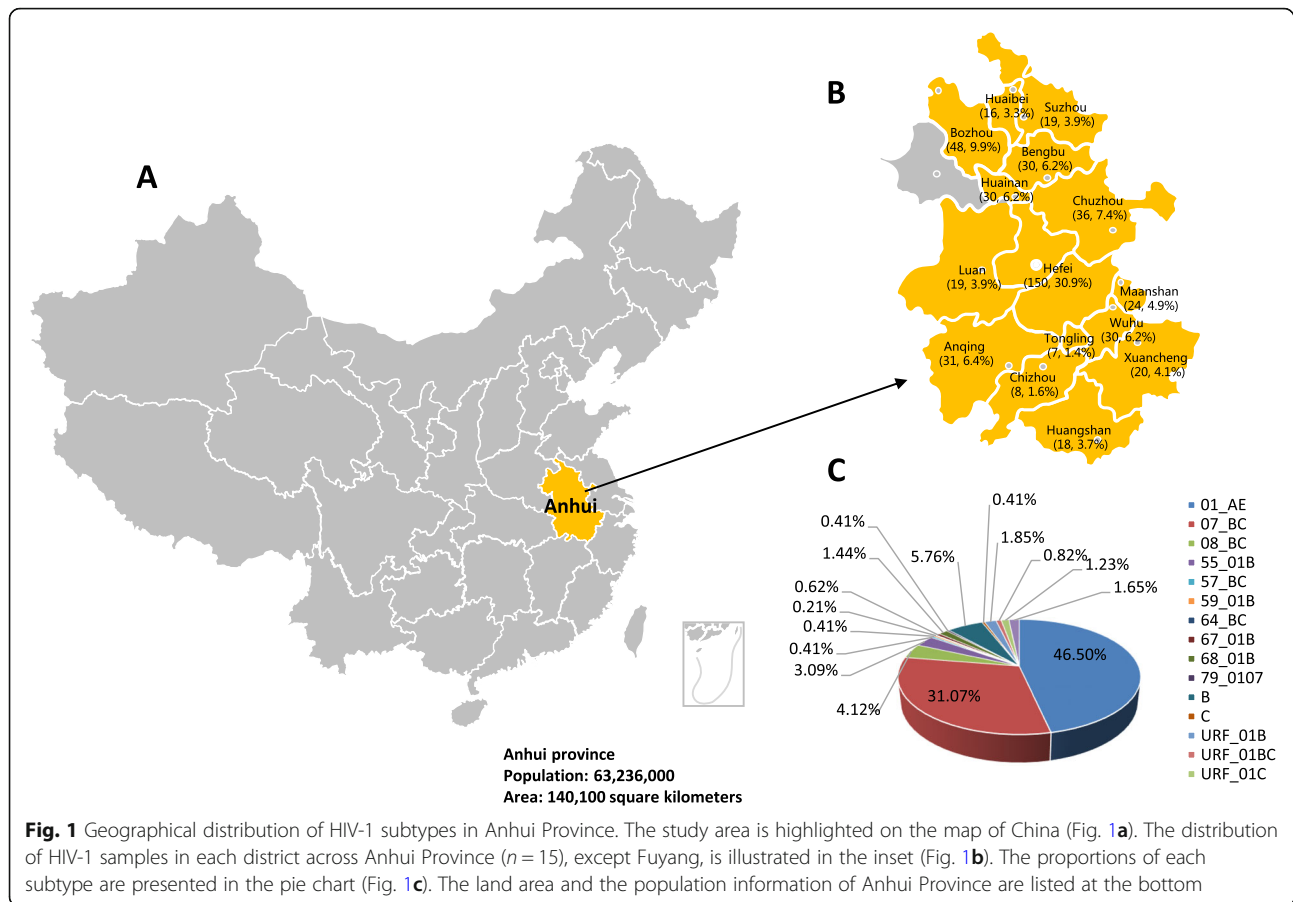 A
Anhui
Anhui province
Population: 63,236,000
Area: 140,100 square kilometers
B
Huaibei
(16, 3.3%)
Suzhou
(19, 3.9%)
Bozhou
(48, 9.9%)
Bengbu
(30, 6.2%)
Huainan
(30, 6.2%)
Chuzhou
(36, 7.4%)
Luan
(19, 3.9%)
Hefei
(150, 30.9%)
Maanshan
(24, 4.9%)
Wuhu
(30, 6.2%)
Tongling
(7, 1.4%)
Anqing
(31, 6.4%)
Xuancheng
(20, 4.1%)
Chizhou
(8, 1.6%)
Huangshan
(18, 3.7%)
C
0.41%
1.85%
0.82%
1.23%
1.65%
0.41%
5.76%
1.44%
0.62%
0.21%
0.41%
0.41%
3.09%
4.12%
31.07%
46.50%
01_AE
07_BC
08_BC
55_01B
57_BC
59_01B
64_BC
67_01B
68_01B
79_0107
B
C
URF_01B
URF_01BC
URF_01C
Fig. 1 Geographical distribution of HIV-1 subtypes in Anhui Province. The study area is highlighted on the map of China (Fig. 1a). The distribution
of HIV-1 samples in each district across Anhui Province (n = 15), except Fuyang, is illustrated in the inset (Fig. 1b). The proportions of each
subtype are presented in the pie chart (Fig. 1c). The land area and the population information of Anhui Province are listed at the bottom